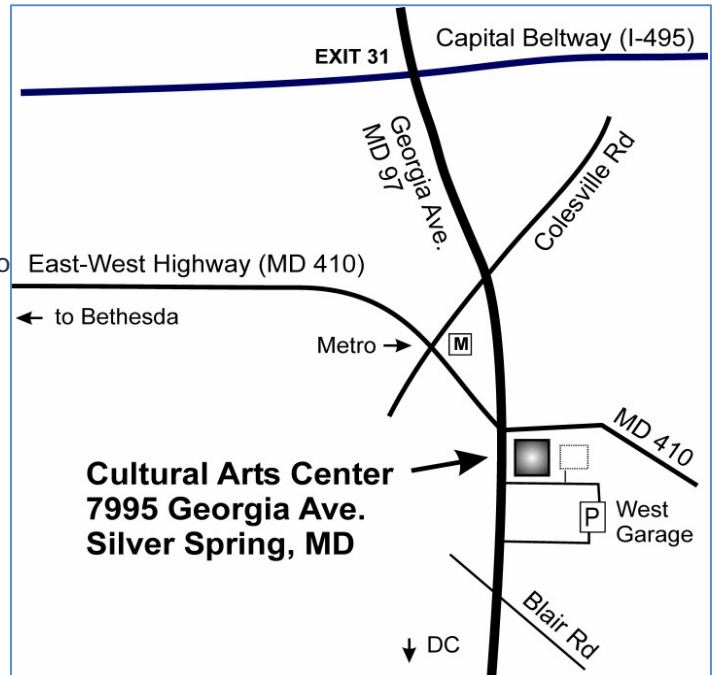 Capital Beltway (I-495)
EXIT 31
Georgia Ave.
MD 97
Colesville Rd
o East-West Highway (MD 410)
← to Bethesda
Metro →
M
MD 410
Cultural Arts Center
7995 Georgia Ave.
Silver Spring, MD
P
West
Garage
Blair Rd
↓ DC